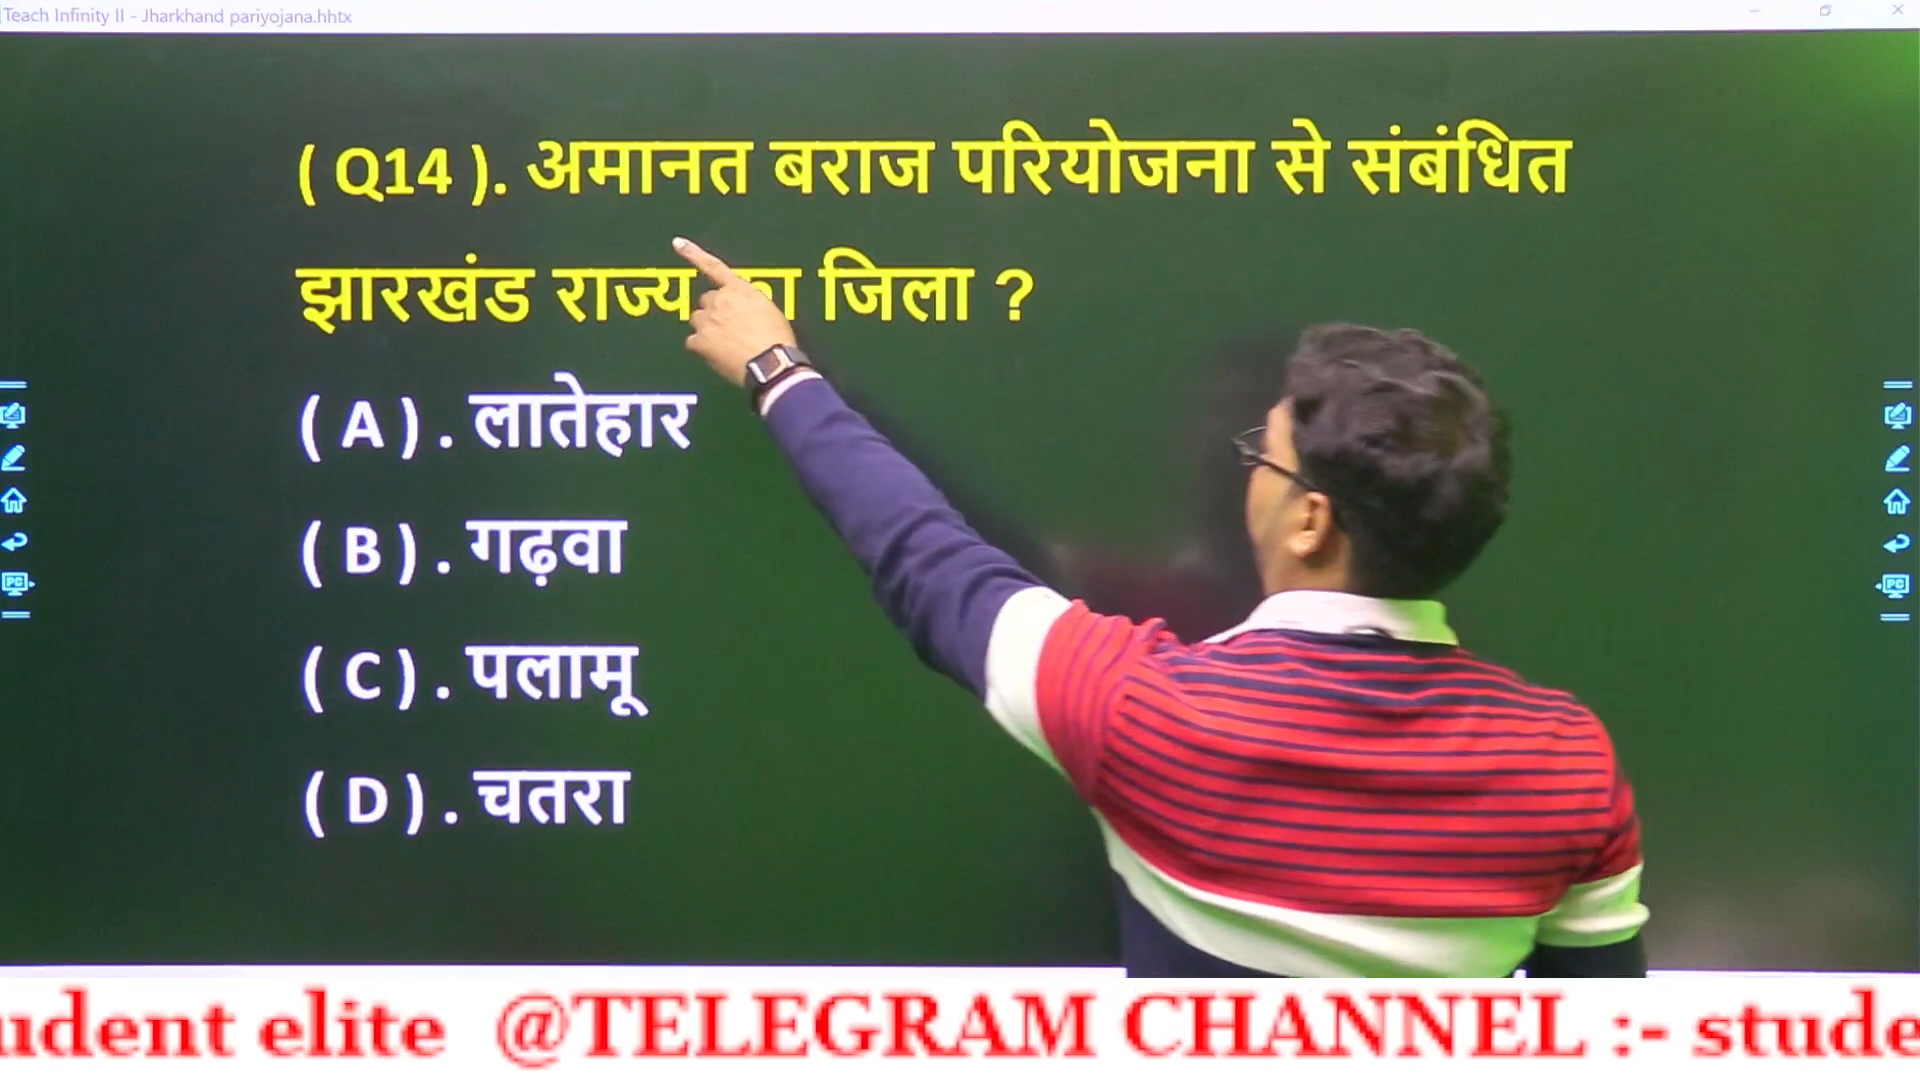 Teach Infinity II - Jharkhand pariyojana.hhtx
( Q14 ). अमानत बराज परियोजना से संबंधित
झारखंड राज्य का जिला ?
( A ) . लातेहार
( B ) . गढ़वा
( C ) . पलामू
( D ) . चतरा
udent elite @TELEGRAM CHANNEL :- stude